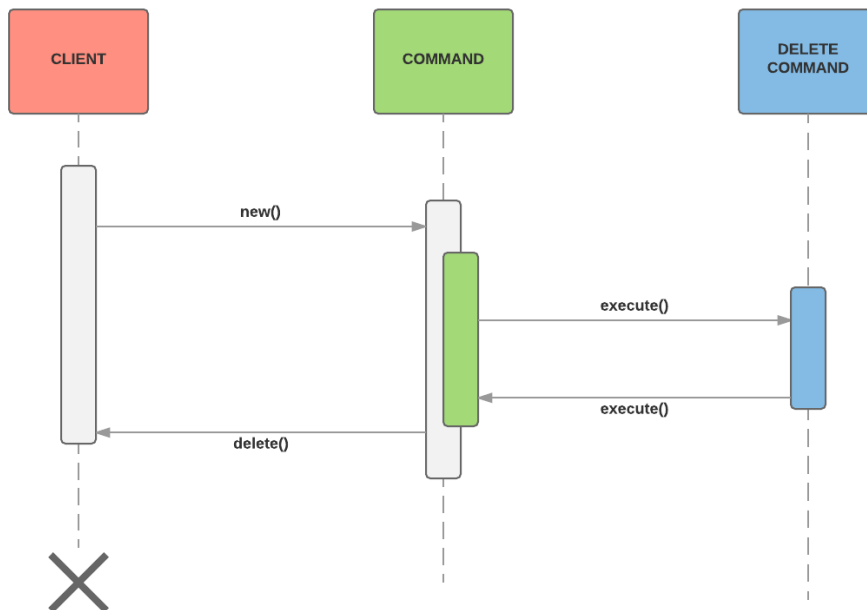 CLIENT
COMMAND
DELETE
COMMAND
new()
execute()
execute()
delete()